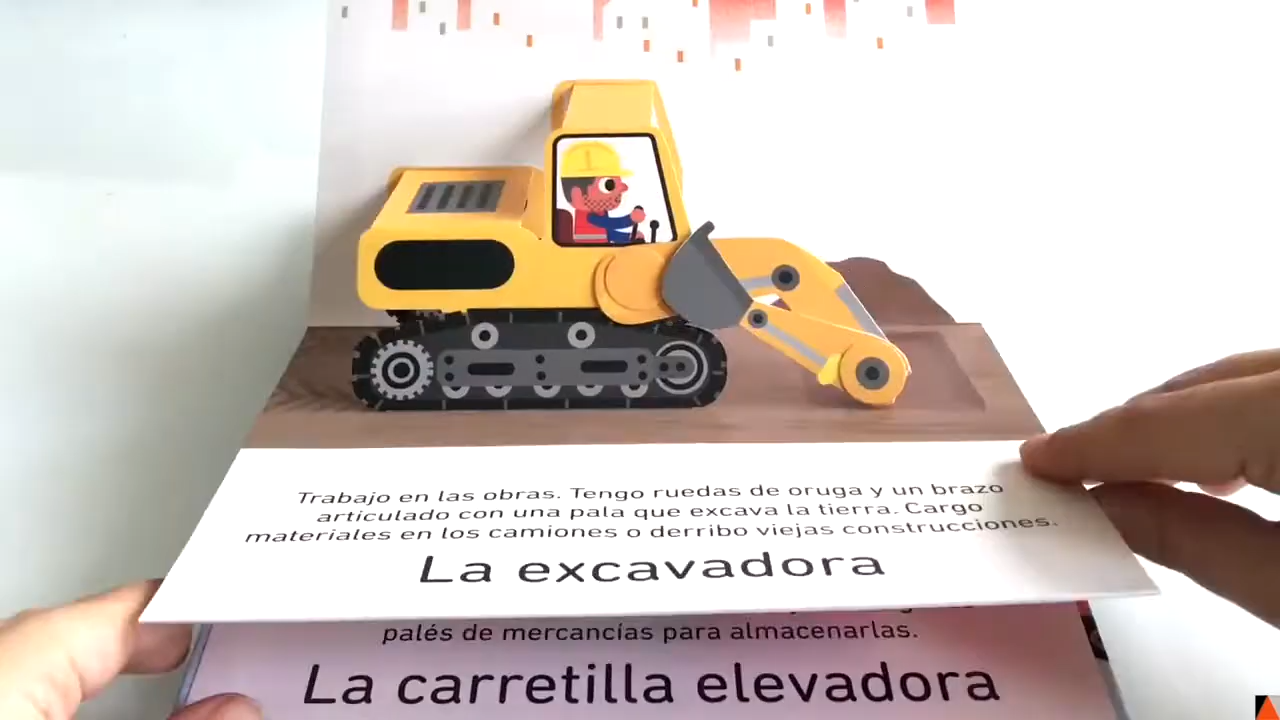 Trabajo en las obras. Tengo ruedas de oruga y un brazo
articulado con una pala que excava la tierra. Cargo
materiales en los camiones o derribo viejas construcciones.
La excavadora
palés de mercancías para almacenarlas.
La carretilla elevadora